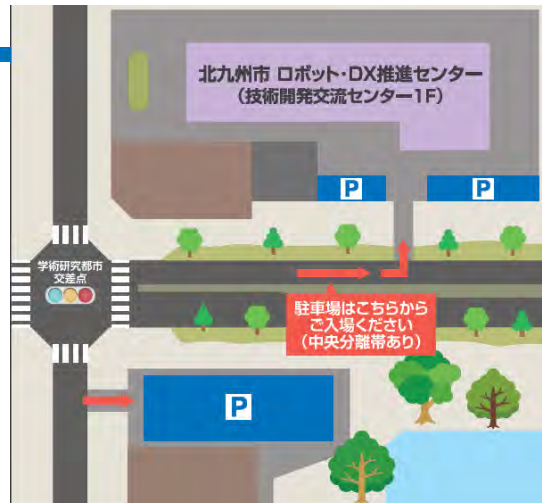 北九州市 ロボット・DX推進センター
（技術開発交流センター1F）
P
P
学術研究都市
交差点
駐車場はこちらから
ご入場ください
（中央分離帯あり）
P